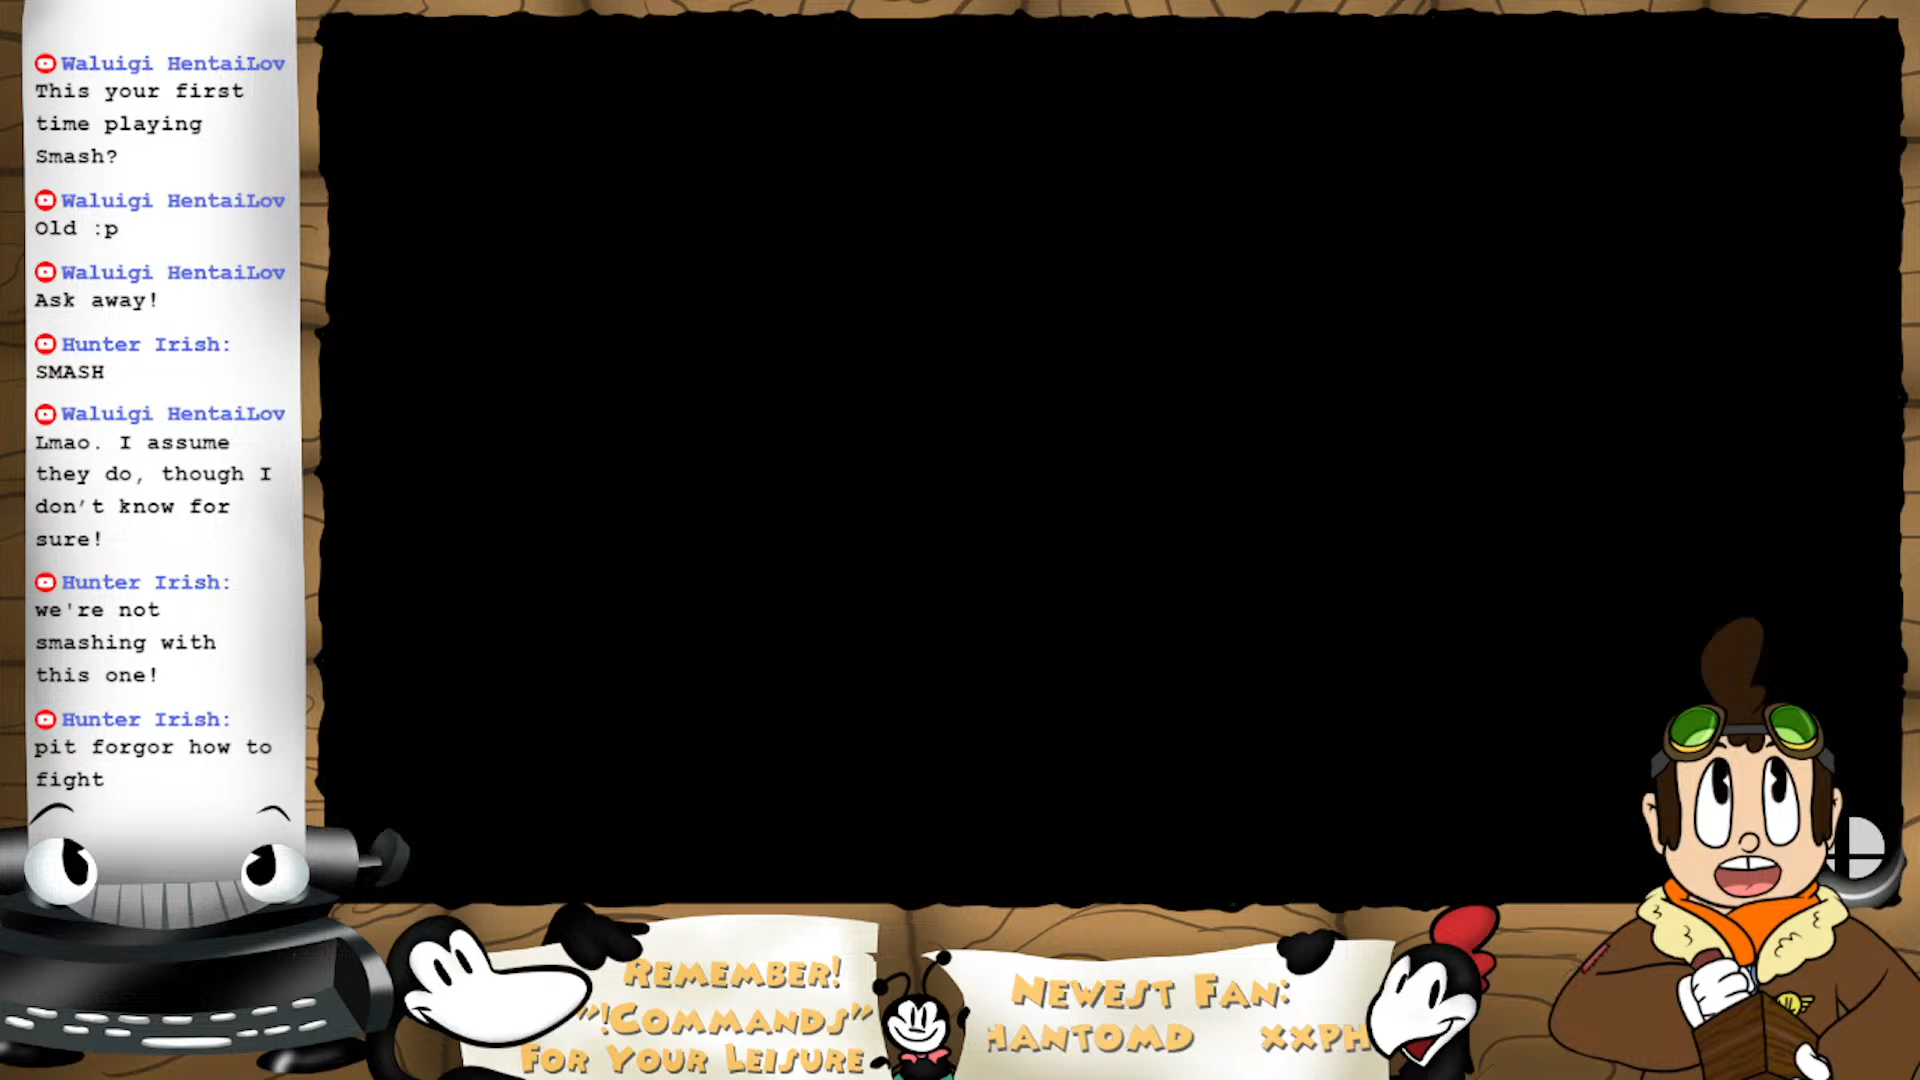 Waluigi HentaiLov
This your first
time playing
Smash?
Waluigi HentaiLov
Old :p
Waluigi HentaiLov
Ask away!
Hunter Irish:
SMASH
Waluigi HentaiLov
Lmao. I assume
they do, though I
don't know for
sure!
Hunter Irish:
we're not
smashing with
this one!
Hunter Irish:
pit forgor how to
fight
REMEMBER!
"!COMMANDS"
FOR YOUR LEISURE
NEWEST FAN:
HANTOMD XXPH